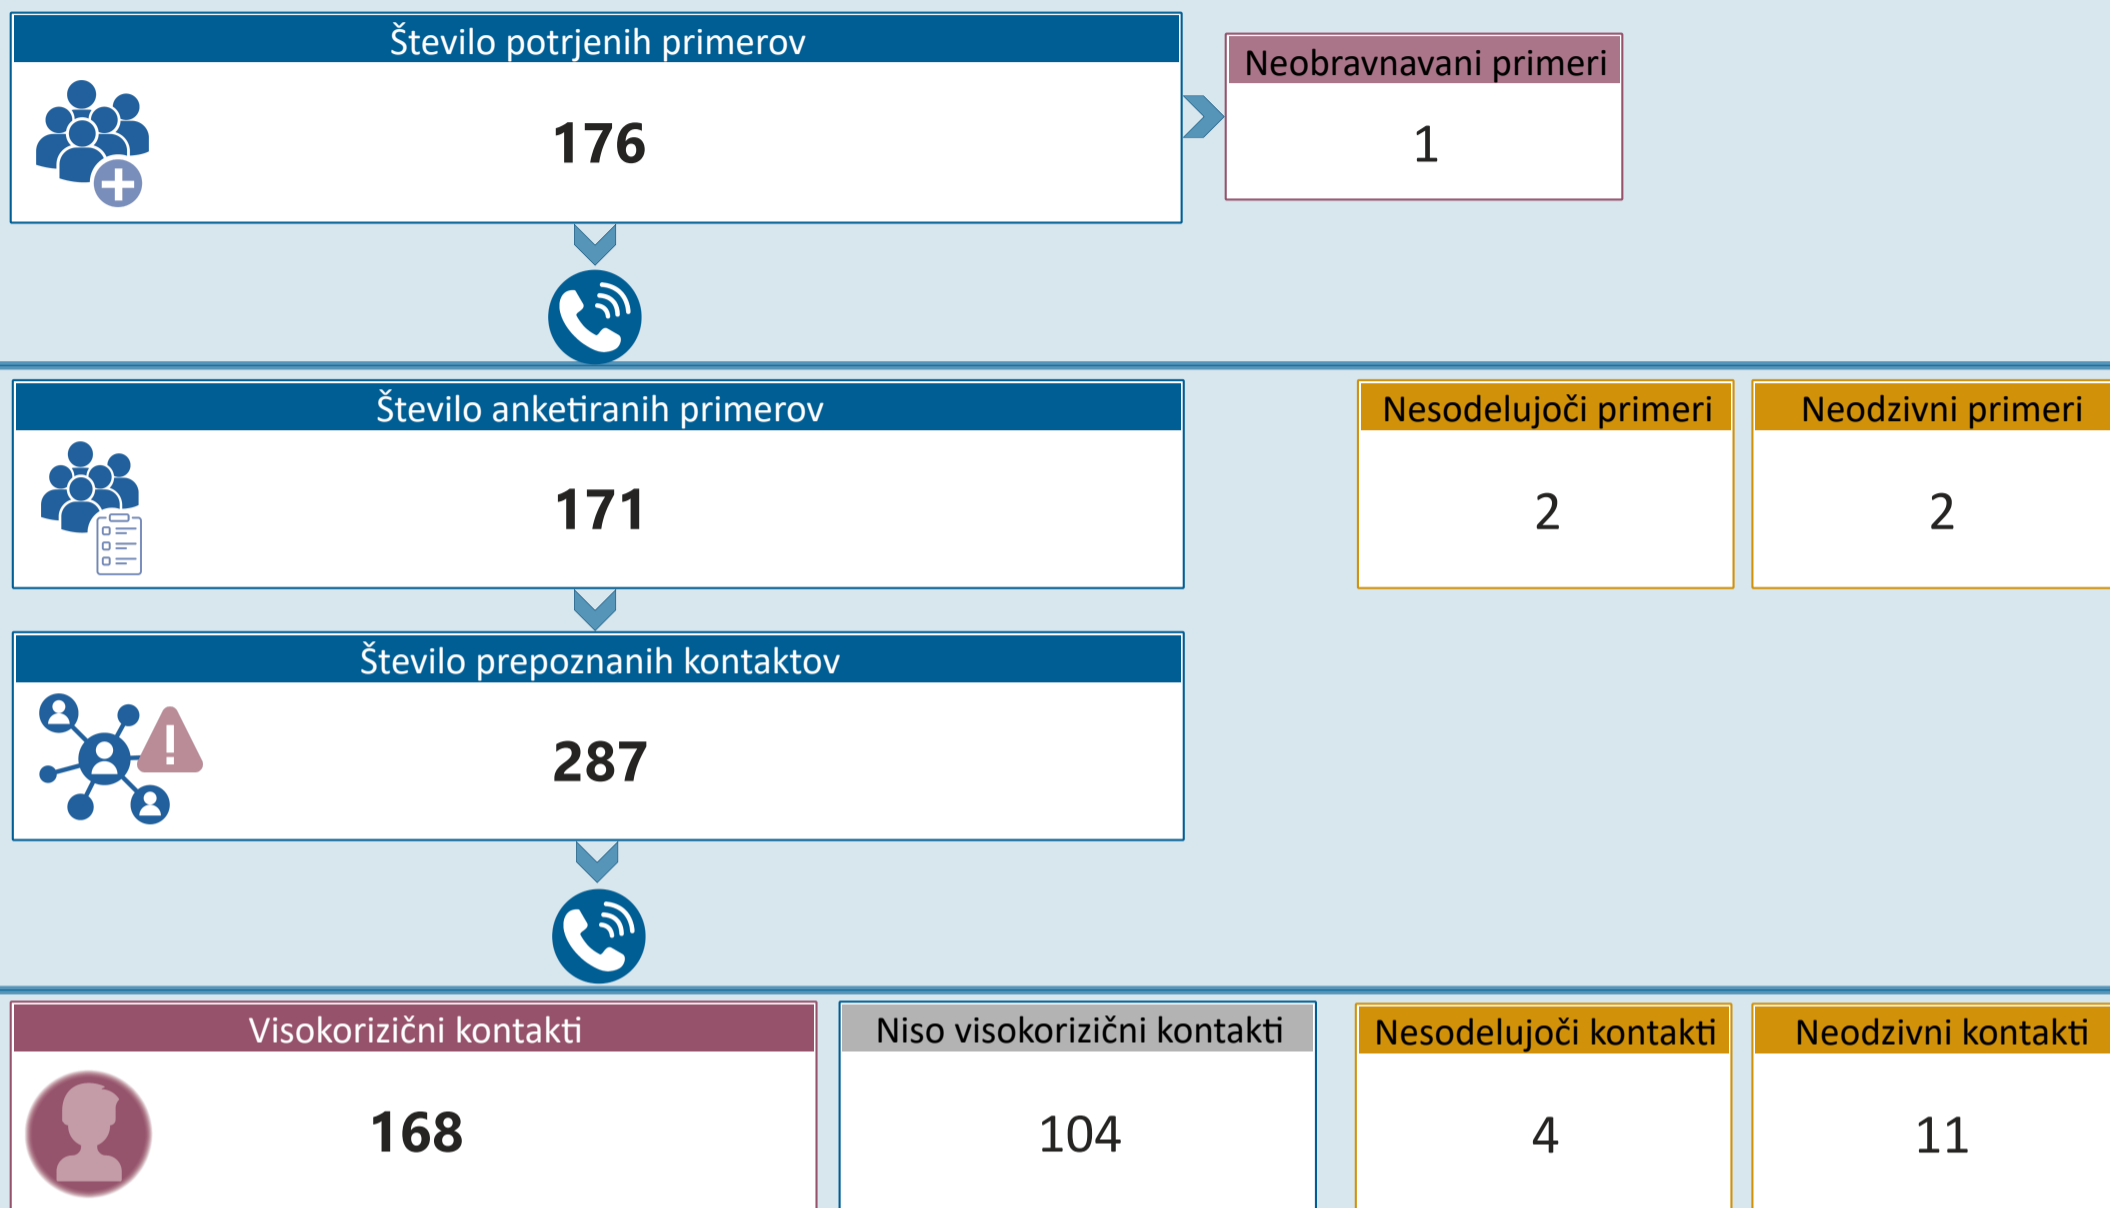 Število potrjenih primerov
176
Neobravnavani primeri
1
Število anketiranih primerov
171
Nesodelujoči primeri
2
Neodzivni primeri
2
Število prepoznanih kontaktov
287
Visokorizični kontakti
168
Niso visokorizični kontakti
104
Nesodelujoči kontakti
4
Neodzivni kontakti
11